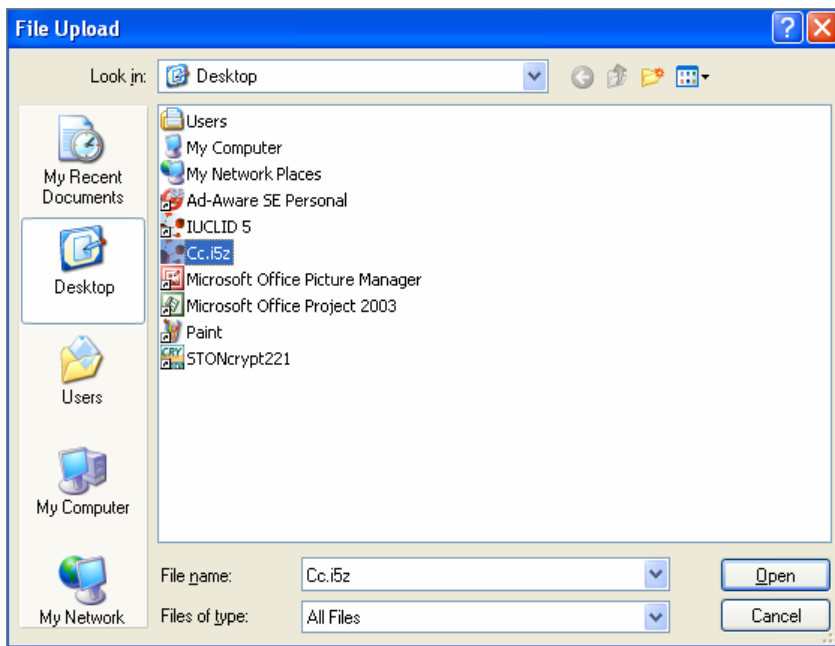 File Upload
Look in:
Desktop
My Recent
Documents
Desktop
Users
My Computer
My Network
Users
My Computer
My Network Places
Ad-Aware SE Personal
IUCLID 5
Cc.i5z
Microsoft Office Picture Manager
Microsoft Office Project 2003
Paint
STONcrypt221
File name:
Cc.i5z
Open
Files of type:
All Files
Cancel